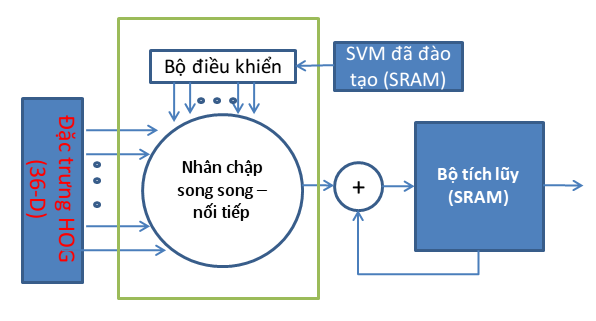 SVM đã đào
tạo (SRAM)
Bộ điều khiển
Đặc trưng HOG
(36-D)
Nhân chập
song song –
nối tiếp
+
Bộ tích lũy
(SRAM)